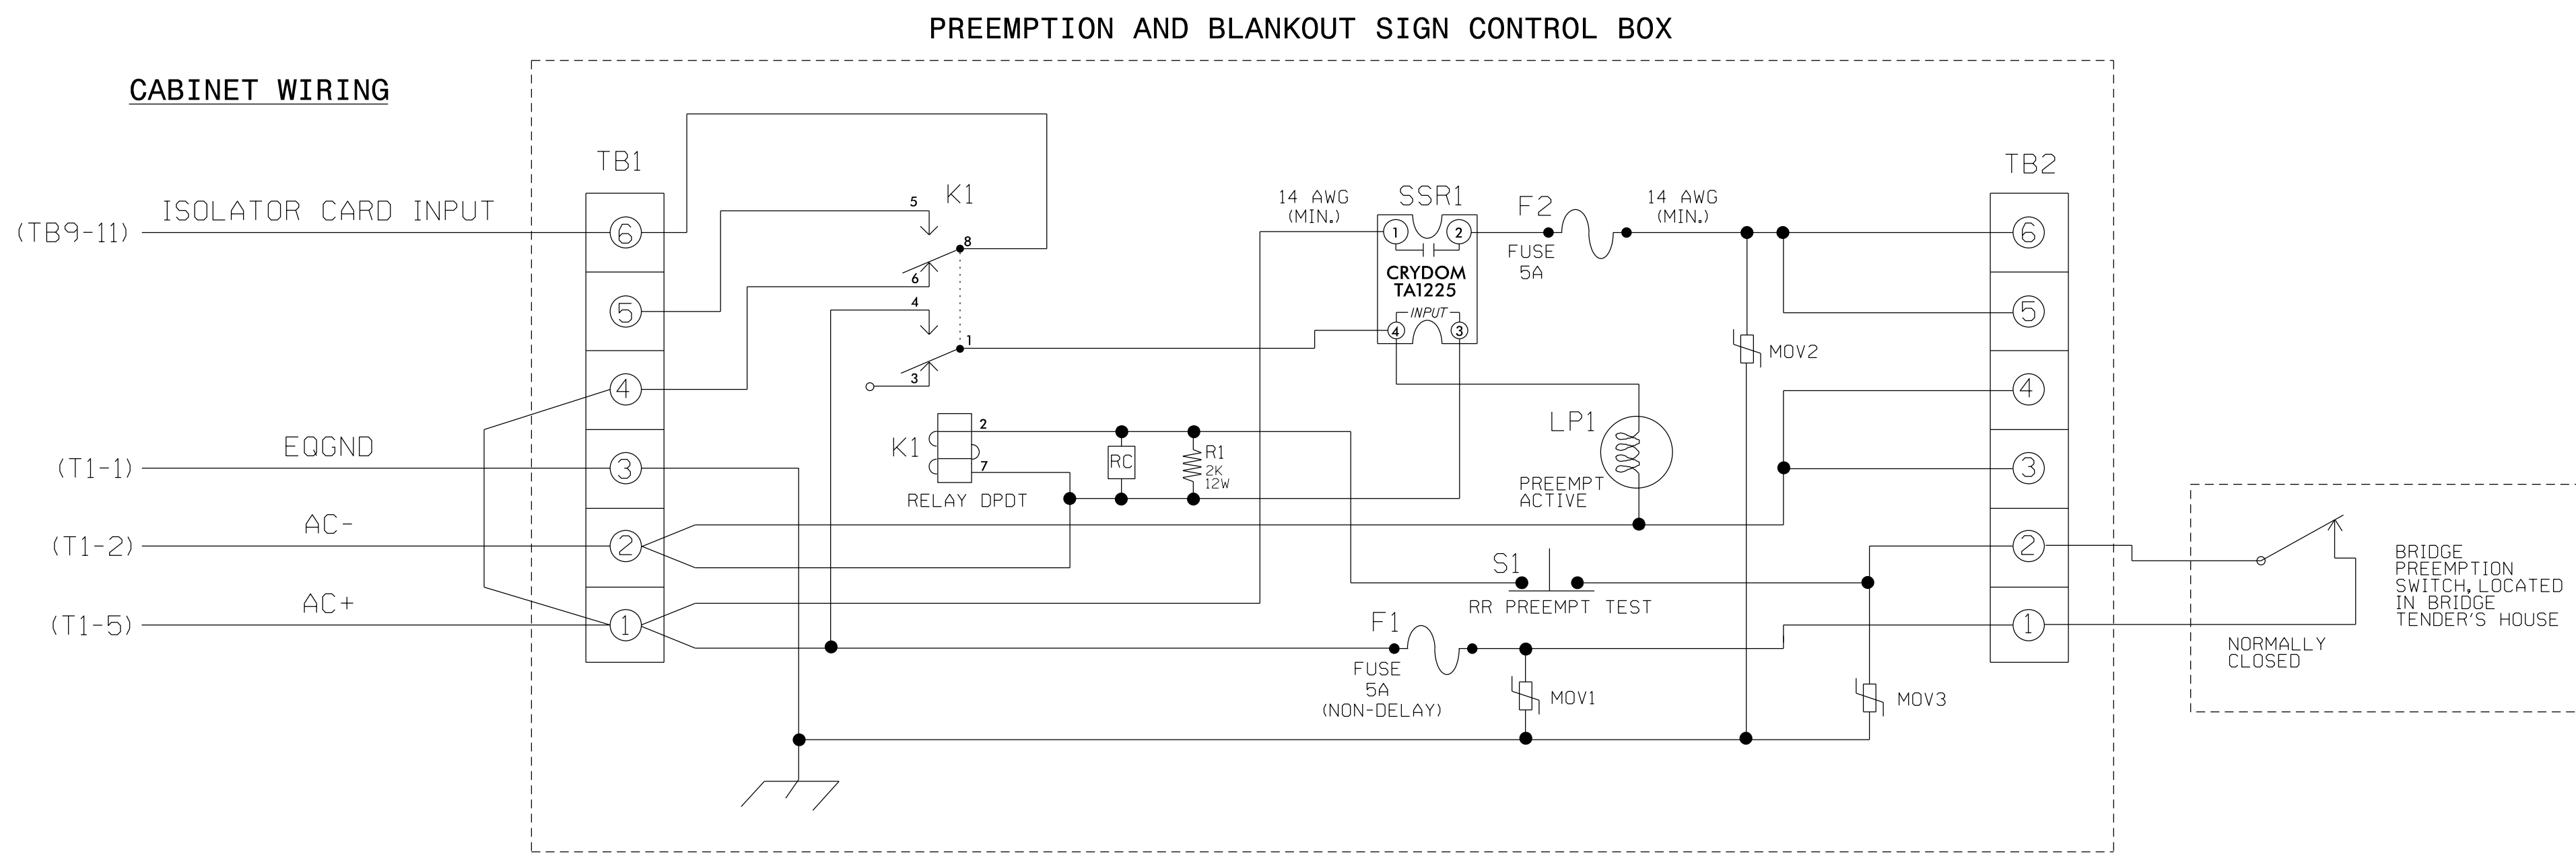 PREEMPTION AND BLANKOUT SIGN CONTROL BOX
CABINET WIRING
TB1
TB2
(TB9-11)
ISOLATOR CARD INPUT
(T1-1)
EQGND
(T1-2)
AC-
(T1-5)
AC+
6
5
4
3
2
1
K1
5
8
6
4
1
3
K1
2
7
RELAY DPDT
RC
R1
2K
12W
14 AWG
(MIN.)
SSR1
1
2
CRYDOM
TA1225
INPUT
4
3
F2
FUSE
5A
14 AWG
(MIN.)
MOV2
LP1
PREEMPT
ACTIVE
S1
RR PREEMPT TEST
F1
FUSE
5A
(NON-DELAY)
MOV1
MOV3
6
5
4
3
2
1
BRIDGE
PREEMPTION
SWITCH, LOCATED
IN BRIDGE
TENDER'S HOUSE
NORMALLY
CLOSED